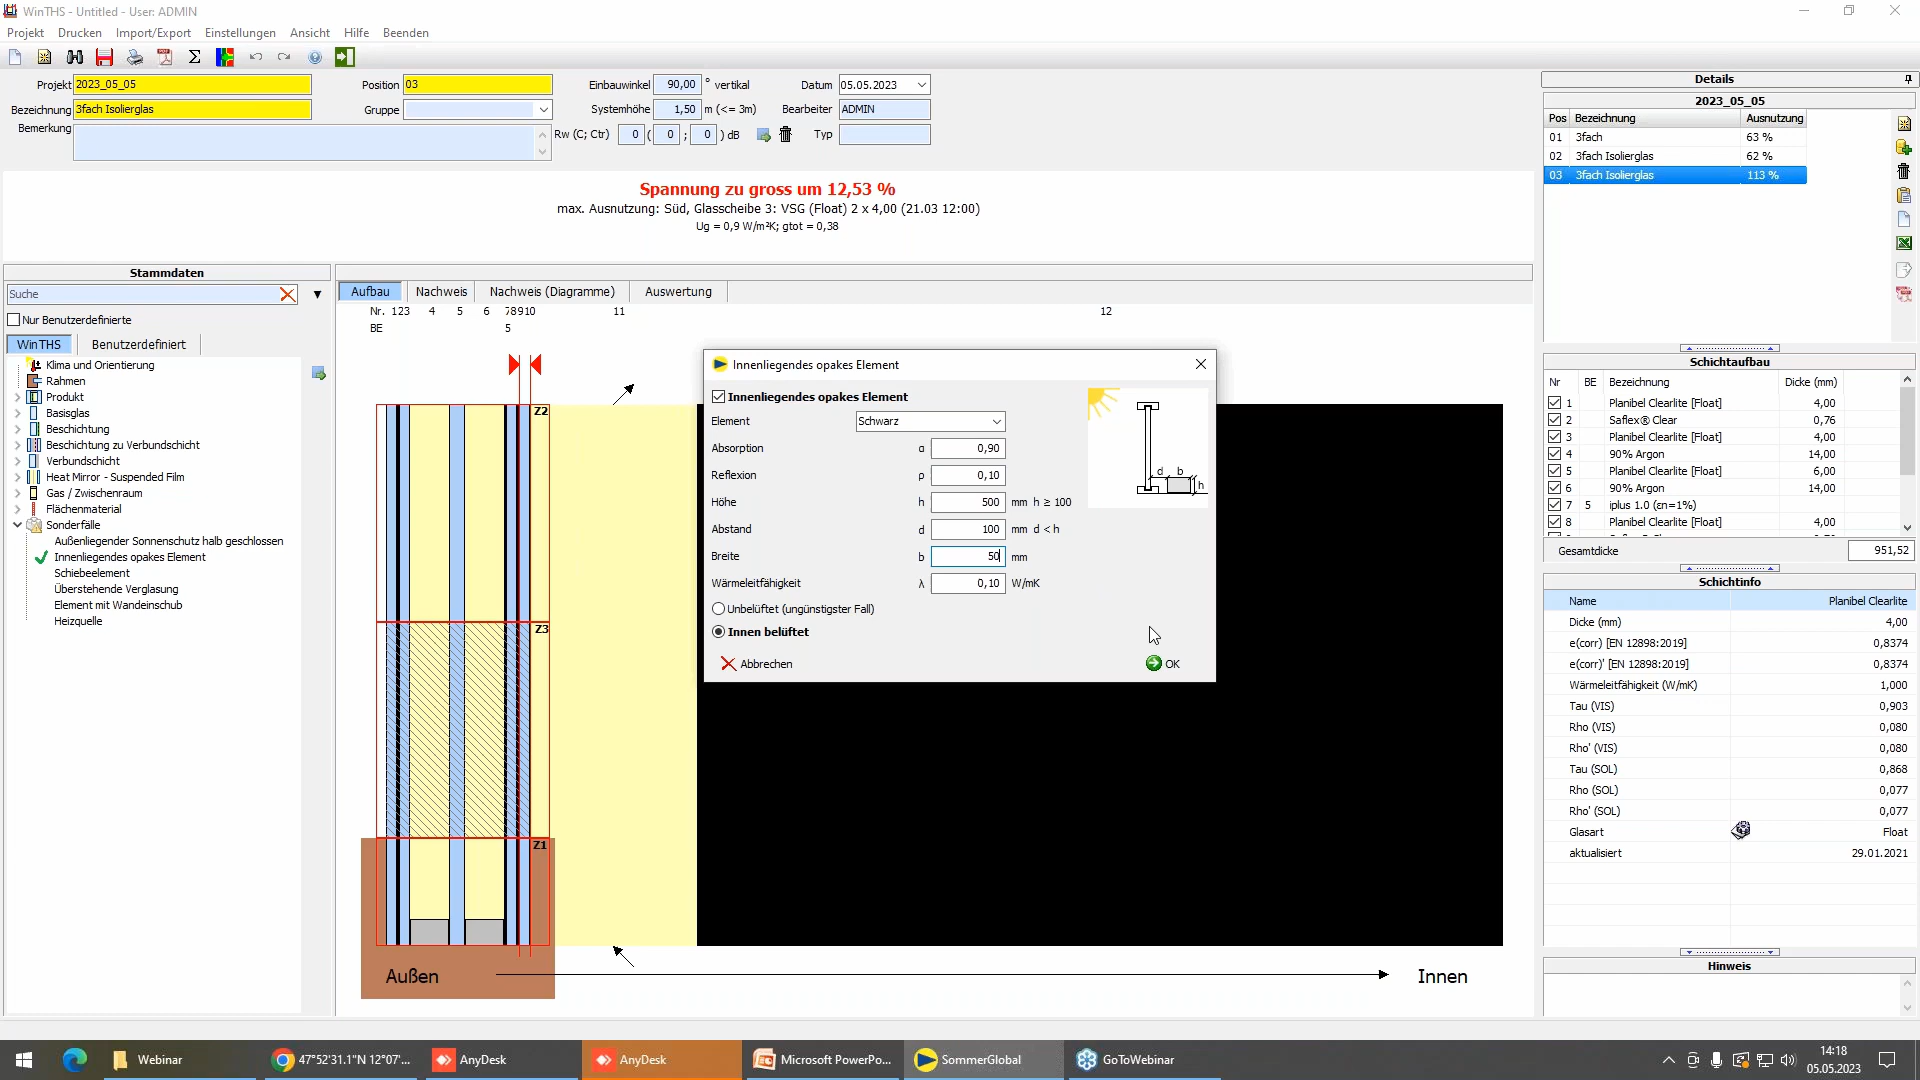 WinTHS - Untitled - User: ADMIN
Projekt Drucken Import/Export Einstellungen Ansicht Hilfe Beenden
Projekt 2023_05_05 Position 03 Einbauwinkel 90,00 ° vertikal Datum 05.05.2023
Bezeichnung 3fach Isolierglas Gruppe Systemhöhe 1,50 m (<= 3m) Bearbeiter ADMIN
Bemerkung Rw (C; Ctr) 0 ( 0 ; 0 ) dB Typ
Spannung zu gross um 12,53 %
max. Ausnutzung: Süd, Glasscheibe 3: VSG (Float) 2 x 4,00 (21.03 12:00)
Ug = 0,9 W/m²K; gtot = 0,38
Stammdaten
Suche
Nur Benutzerdefinierte
WinTHS Benutzerdefiniert
Klima und Orientierung
Rahmen
Produkt
Basisglas
Beschichtung
Beschichtung zu Verbundschicht
Verbundschicht
Heat Mirror - Suspended Film
Gas / Zwischenraum
Flächenmaterial
Sonderfälle
Außenliegender Sonnenschutz halb geschlossen
Innenliegendes opakes Element
Schiebeelement
Überstehende Verglasung
Element mit Wandeinschub
Heizquelle
Aufbau Nachweis Nachweis (Diagramme) Auswertung
Nr. 123 4 5 6 78910 11 12
BE 5
Z2
Z3
Z1
Außen Innen
Innenliegendes opakes Element
Innenliegendes opakes Element
Element Schwarz
Absorption α 0,90
Reflexion ρ 0,10
Höhe h 500 mm h ≥ 100
Abstand d 100 mm d < h
Breite b 50 mm
Wärmeleitfähigkeit λ 0,10 W/mK
Unbelüftet (ungünstigster Fall)
Innen belüftet
Abbrechen OK
d b
h
Details
2023_05_05
Pos Bezeichnung Ausnutzung
01 3fach 63 %
02 3fach Isolierglas 62 %
03 3fach Isolierglas 113 %
Schichtaufbau
Nr BE Bezeichnung Dicke (mm)
1 Planibel Clearlite [Float] 4,00
2 Saflex® Clear 0,76
3 Planibel Clearlite [Float] 4,00
4 90% Argon 14,00
5 Planibel Clearlite [Float] 6,00
6 90% Argon 14,00
7 5 iplus 1.0 (εn=1%)
8 Planibel Clearlite [Float] 4,00
Gesamtdicke 951,52
Schichtinfo
Name Planibel Clearlite
Dicke (mm) 4,00
e(corr) [EN 12898:2019] 0,8374
e(corr)' [EN 12898:2019] 0,8374
Wärmeleitfähigkeit (W/mK) 1,000
Tau (VIS) 0,903
Rho (VIS) 0,080
Rho' (VIS) 0,080
Tau (SOL) 0,868
Rho (SOL) 0,077
Rho' (SOL) 0,077
Glasart Float
aktualisiert 29.01.2021
Hinweis
Webinar 47°52'31.1"N 12°07'... AnyDesk AnyDesk Microsoft PowerPo... SommerGlobal GoToWebinar
14:18
05.05.2023